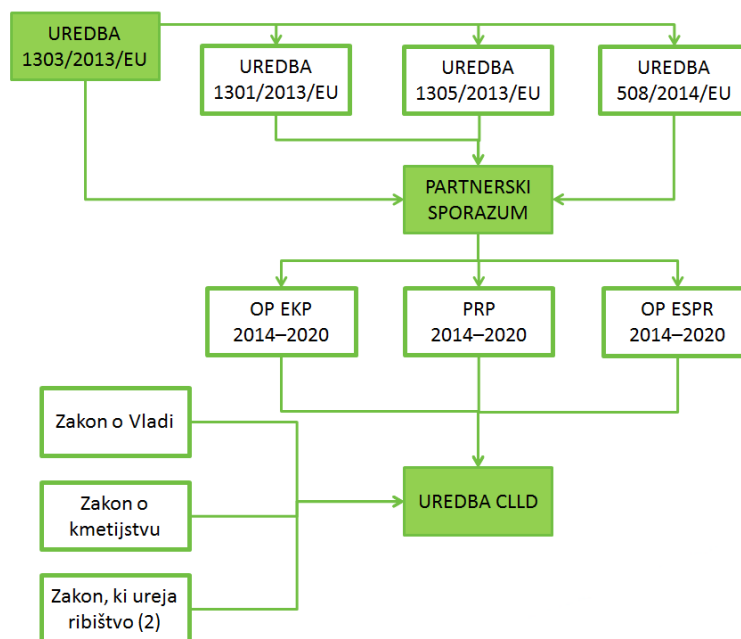 UREDBA
1303/2013/EU
UREDBA
1301/2013/EU
UREDBA
1305/2013/EU
UREDBA
508/2014/EU
PARTNERSKI
SPORAZUM
OP EKP
2014–2020
PRP
2014–2020
OP ESPR
2014–2020
Zakon o Vladi
Zakon o
kmetijstvu
Zakon, ki ureja
ribištvo (2)
UREDBA CLLD